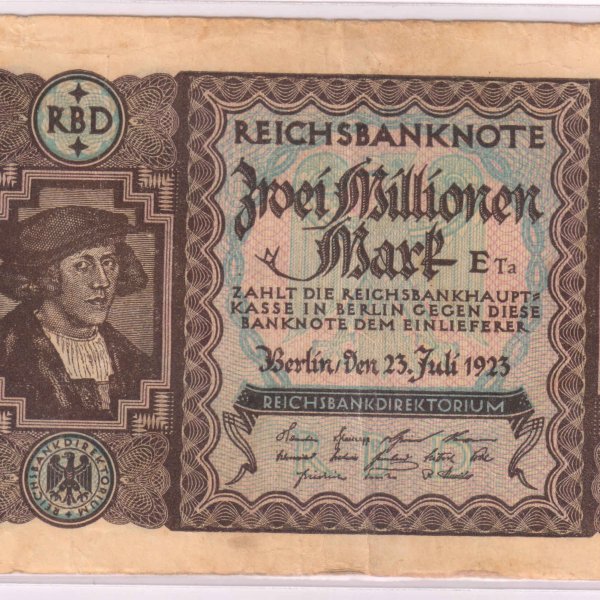 RBD
REICHSBANKNOTE
Zwei Millionen
Mark E Ta
ZAHLT DIE REICHSBANKHAUPT-
KASSE IN BERLIN GEGEN DIESE
BANKNOTE DEM EINLIEFERER
Berlin, den 23. Juli 1923
REICHSBANKDIREKTORIUM
REICHSBANKDIREKTORIUM